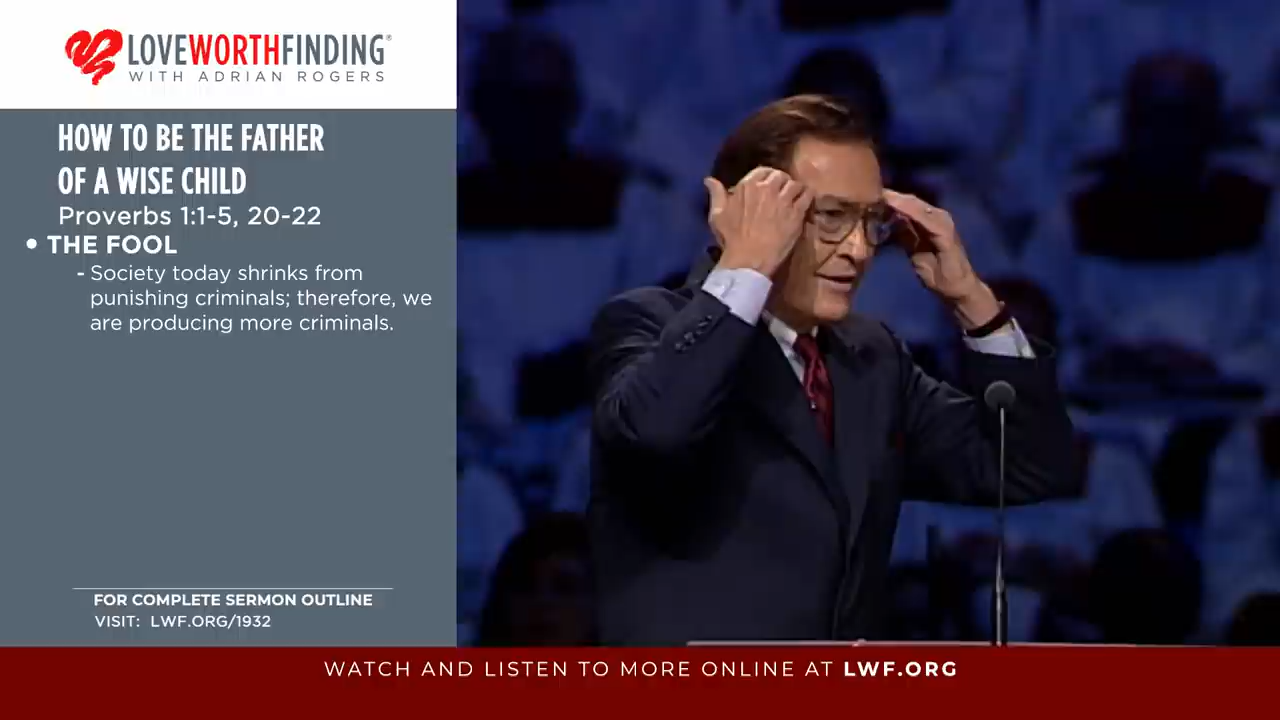 LOVEWORTHFINDING®
WITH ADRIAN ROGERS
HOW TO BE THE FATHER
OF A WISE CHILD
Proverbs 1:1-5, 20-22
• THE FOOL
- Society today shrinks from
punishing criminals; therefore, we
are producing more criminals.
FOR COMPLETE SERMON OUTLINE
VISIT: LWF.ORG/1932
WATCH AND LISTEN TO MORE ONLINE AT LWF.ORG